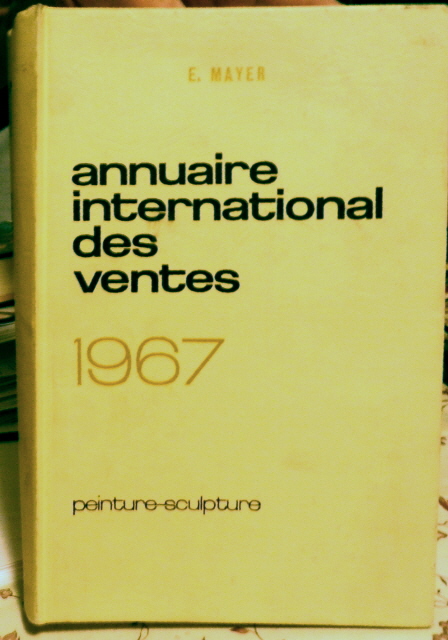 E. MAYER
annuaire
international
des
ventes
1967
peinture-sculpture